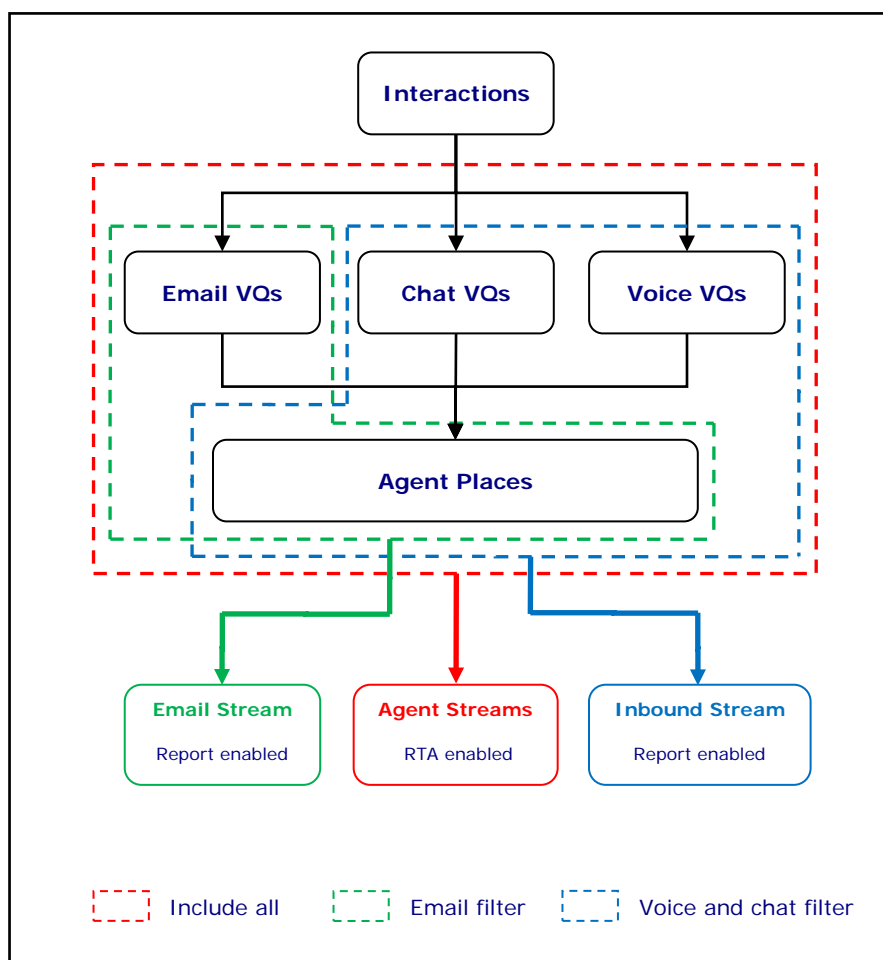 Interactions
Email VQs
Chat VQs
Voice VQs
Agent Places
Email Stream
Report enabled
Agent Streams
RTA enabled
Inbound Stream
Report enabled
Include all
Email filter
Voice and chat filter